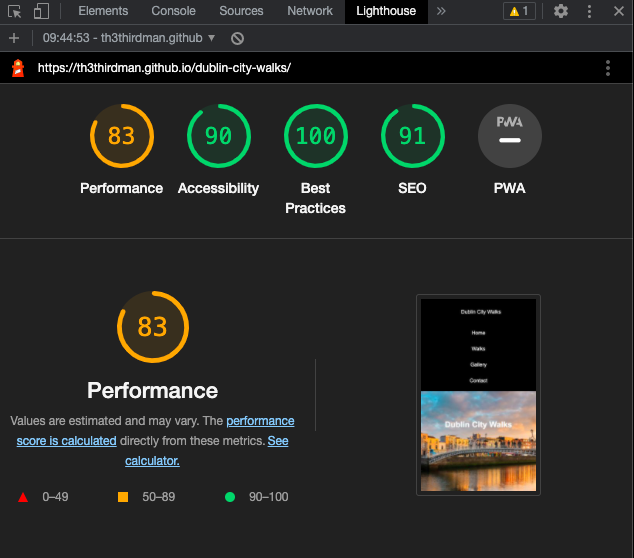 Elements Console Sources Network Lighthouse » 1
+ 09:44:53 - th3thirdman.github
https://th3thirdman.github.io/dublin-city-walks/
83 90 100 91 PWA
Performance Accessibility Best Practices SEO PWA
83
Performance
Values are estimated and may vary. The performance
score is calculated directly from these metrics. See
calculator.
0–49 50–89 90–100
Dublin City Walks
Home
Walks
Gallery
Contact
Dublin City Walks